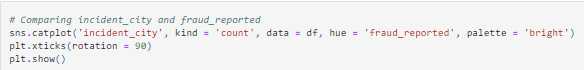 # Comparing incident_city and fraud_reported
sns.catplot('incident_city', kind = 'count', data = df, hue = 'fraud_reported', palette = 'bright')
plt.xticks(rotation = 90)
plt.show()